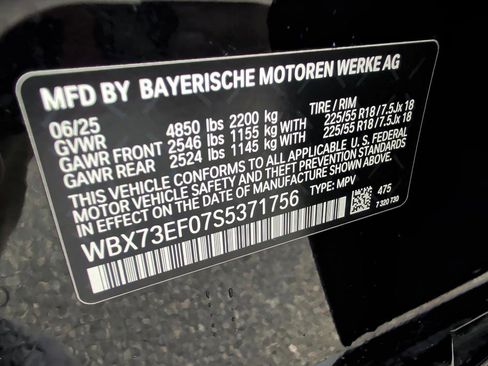 MFD BY BAYERISCHE MOTOREN WERKE AG
06/25 TIRE / RIM
GVWR 4850 lbs 2200 kg
GAWR FRONT 2546 lbs 1155 kg WITH 225/55 R18 / 7.5Jx 18
GAWR REAR 2524 lbs 1145 kg WITH 225/55 R18 / 7.5Jx 18
THIS VEHICLE CONFORMS TO ALL APPLICABLE U. S. FEDERAL
MOTOR VEHICLE SAFETY AND THEFT PREVENTION STANDARDS
IN EFFECT ON THE DATE OF MANUFACTURE SHOWN ABOVE.
WBX73EF07S5371756 TYPE: MPV 475
7 320 730